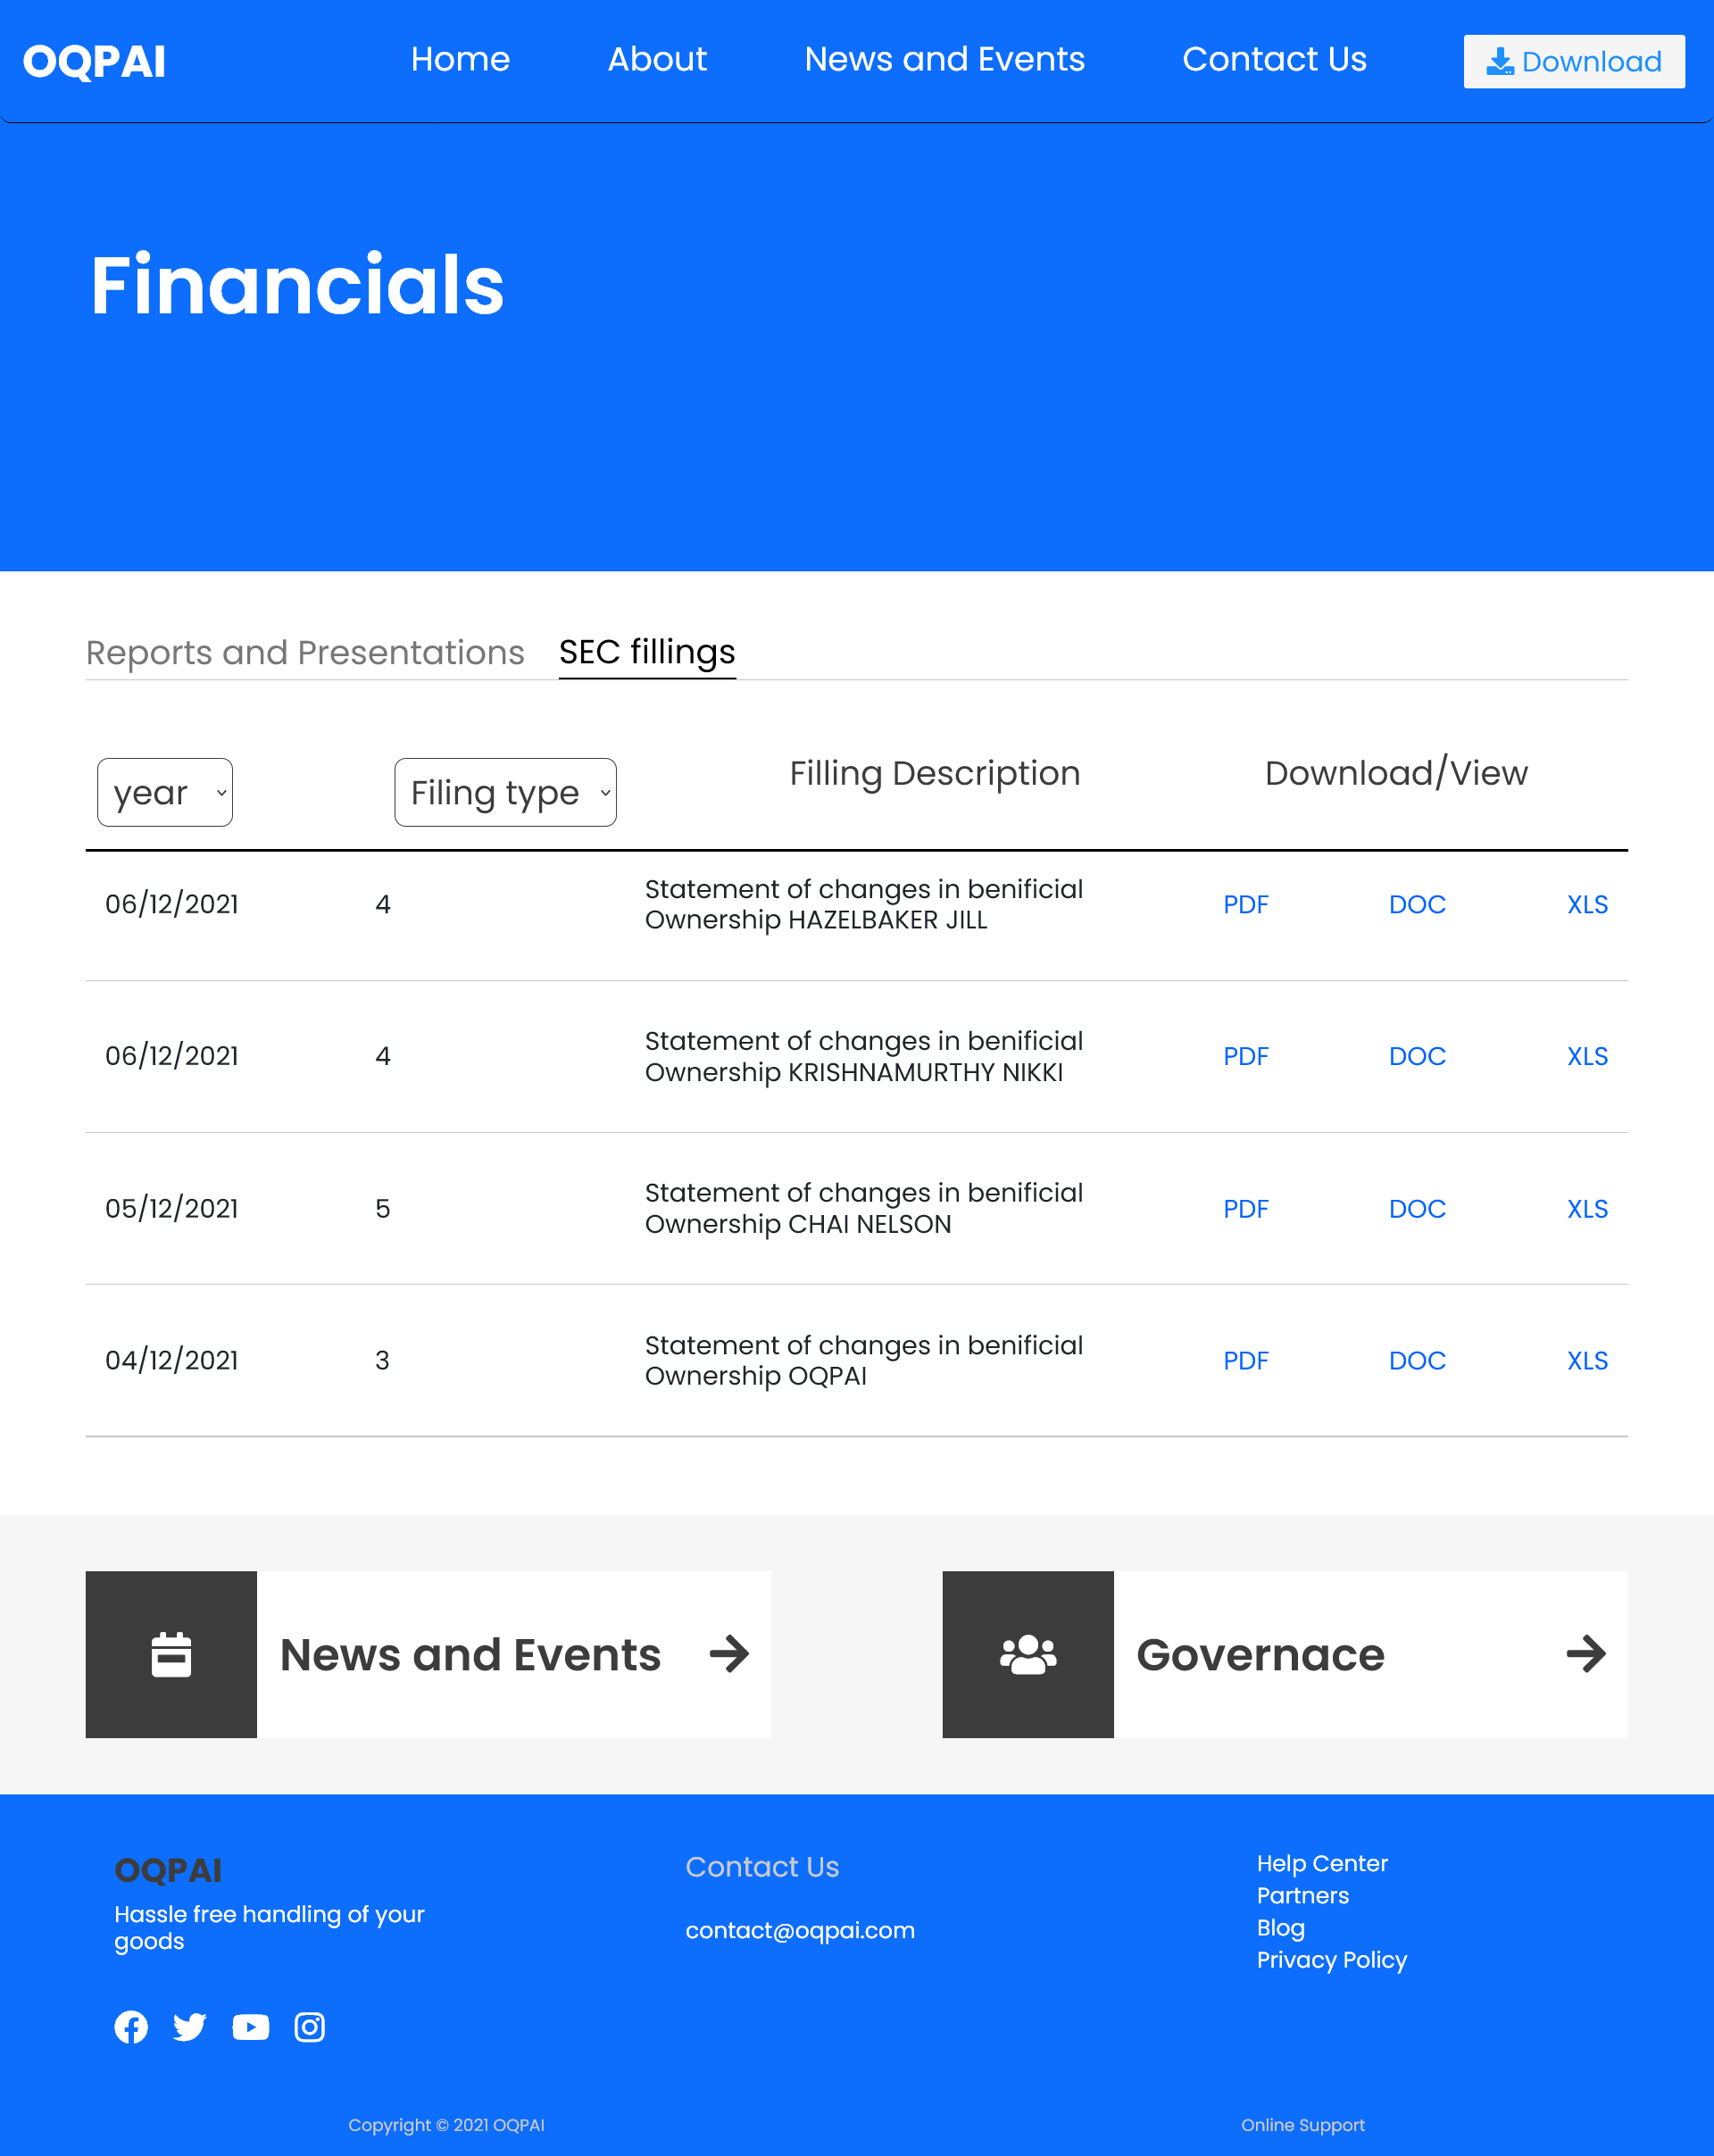 OQPAI Home About News and Events Contact Us Download
Financials
Reports and Presentations SEC fillings
year Filing type Filling Description Download/View
06/12/2021 4 Statement of changes in benificial
Ownership HAZELBAKER JILL PDF DOC XLS
06/12/2021 4 Statement of changes in benificial
Ownership KRISHNAMURTHY NIKKI PDF DOC XLS
05/12/2021 5 Statement of changes in benificial
Ownership CHAI NELSON PDF DOC XLS
04/12/2021 3 Statement of changes in benificial
Ownership OQPAI PDF DOC XLS
News and Events
Governace
OQPAI
Hassle free handling of your
goods
Contact Us
contact@oqpai.com
Help Center
Partners
Blog
Privacy Policy
Copyright © 2021 OQPAI
Online Support